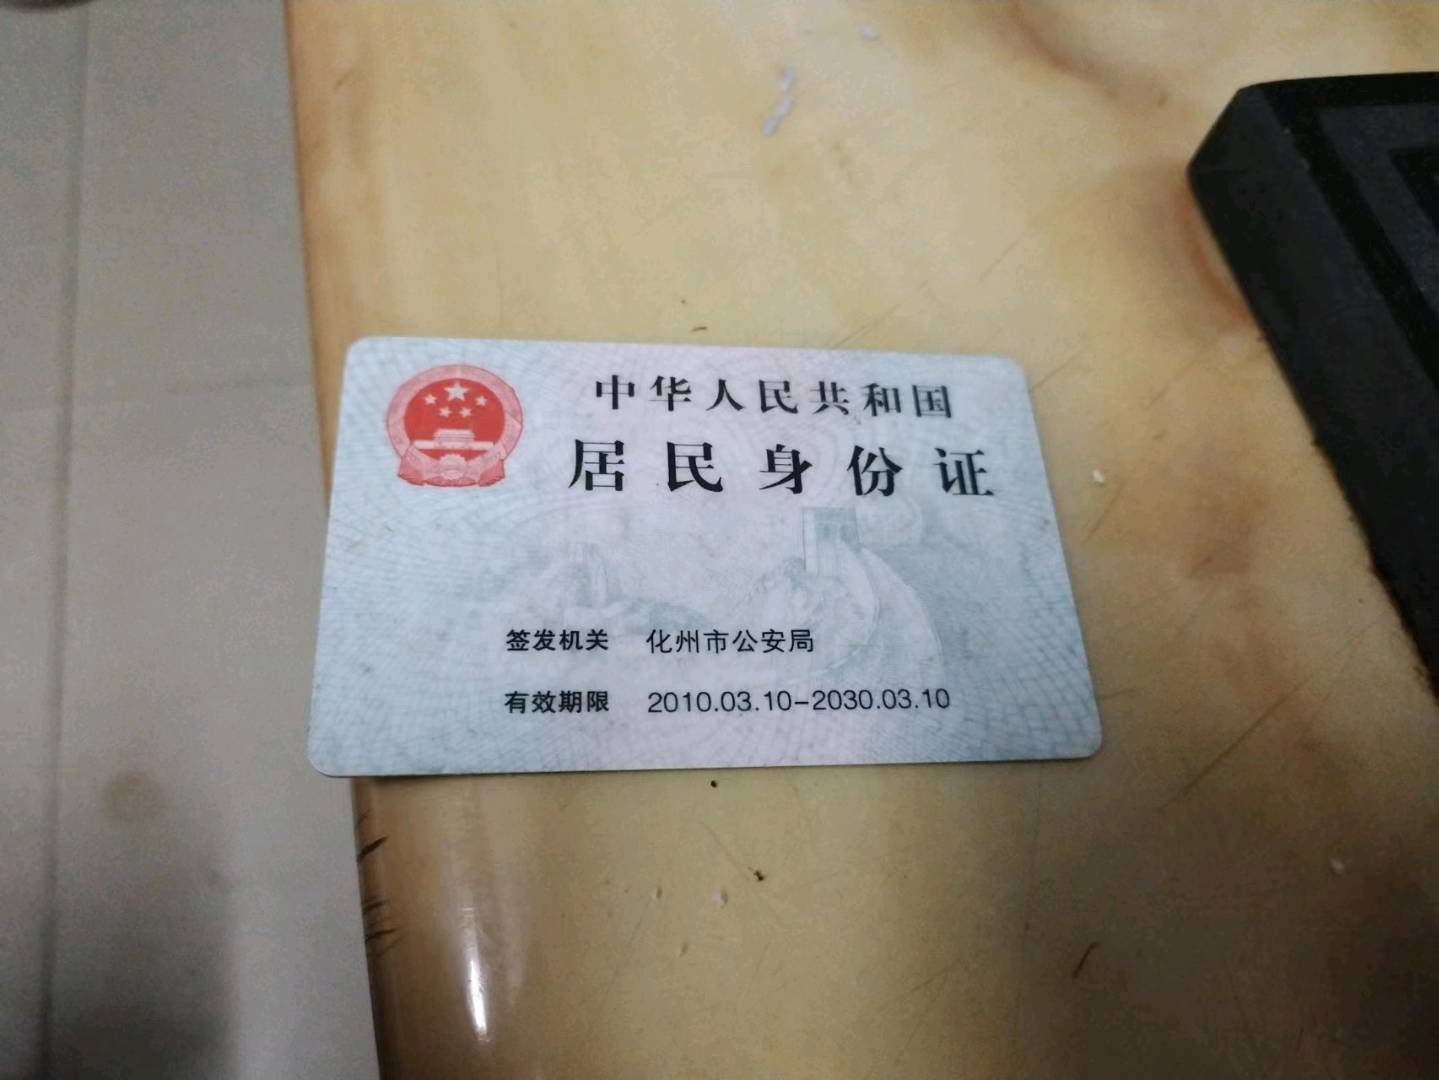 中华人民共和国
居民身份证
签发机关 化州市公安局
有效期限 2010.03.10-2030.03.10